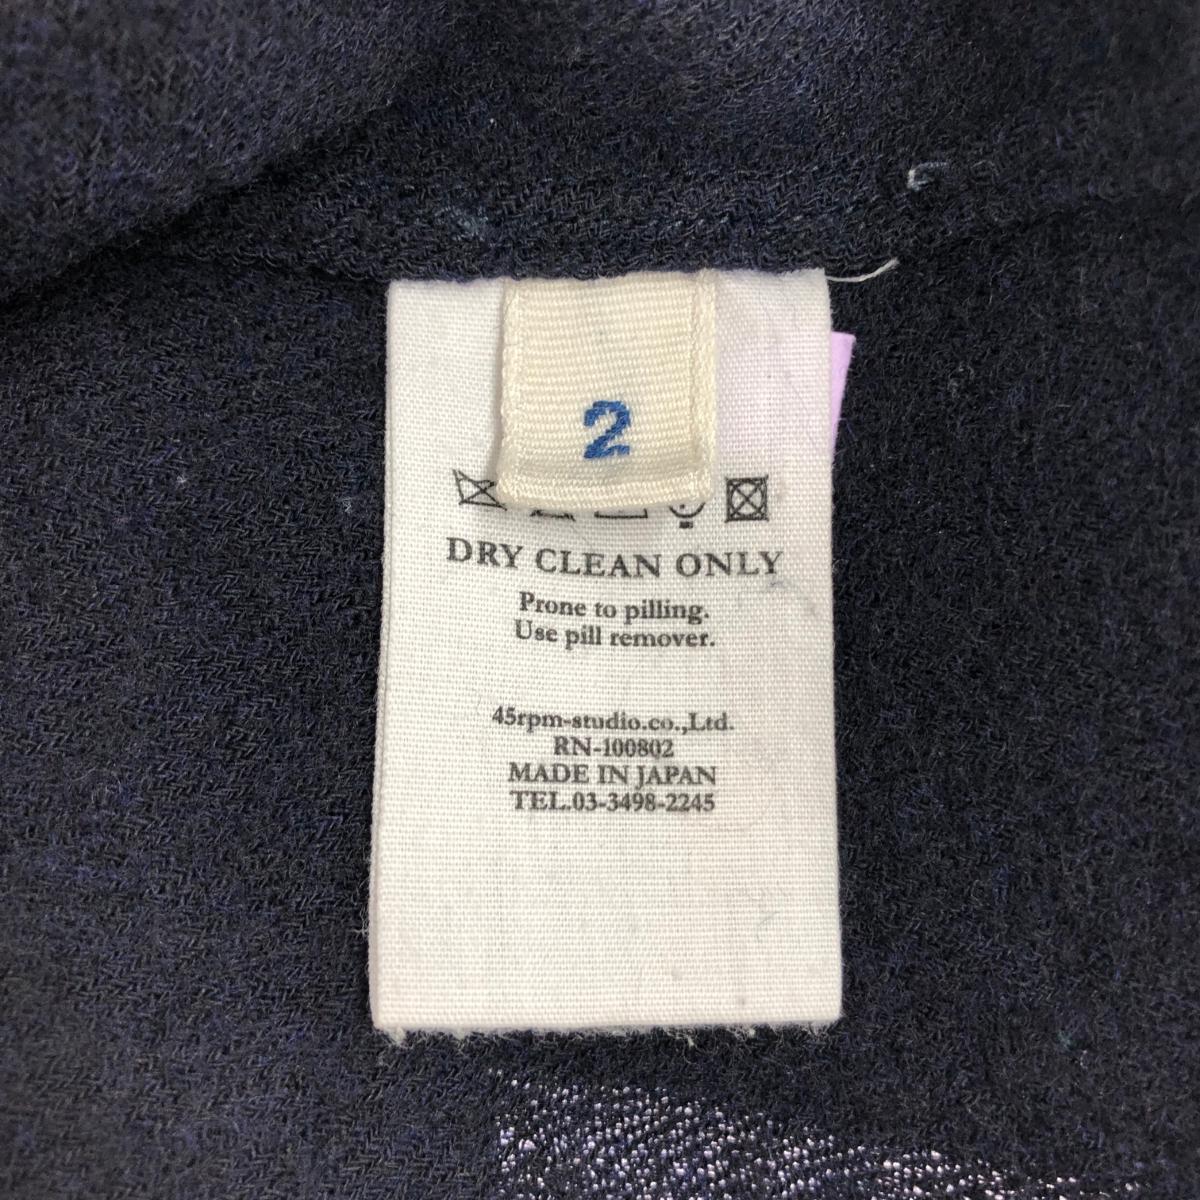 2
DRY CLEAN ONLY
Prone to pilling.
Use pill remover.
45rpm-studio.co.,Ltd.
RN-100802
MADE IN JAPAN
TEL.03-3498-2245